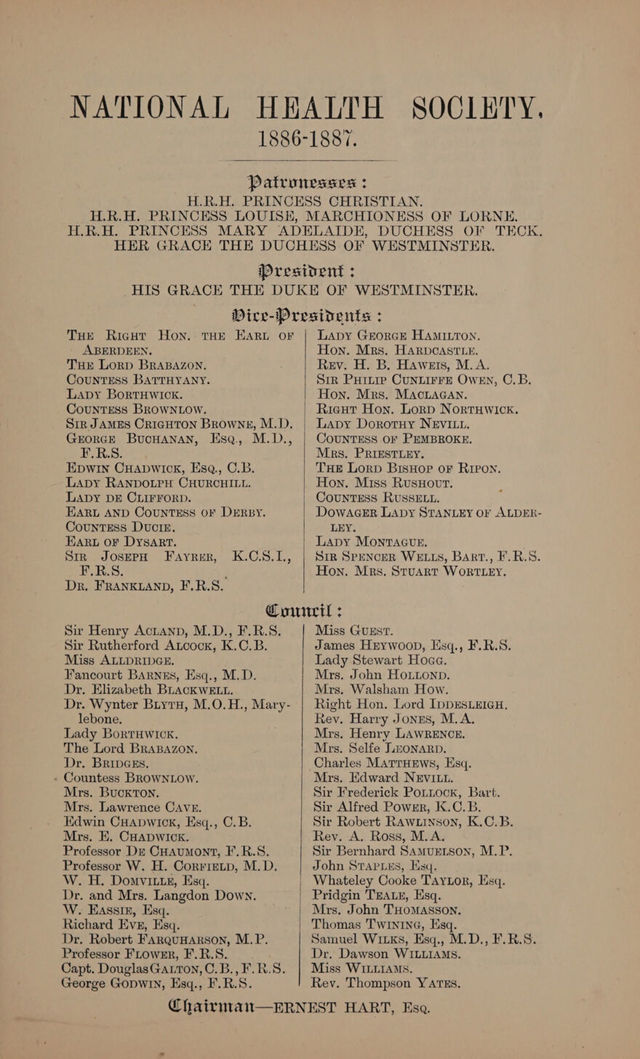 NATIONAL HEALTH SOCIETY.
1886-1887.
Patronesses:
H.R.H. PRINCESS CHRISTIAN.
H.R.H. PRINCESS LOUISE, MARCHIONESS OF LORNE.
H.R.H. PRINCESS MARY ADELAIDE, DUCHESS OF TECK.
HER GRACE THE DUCHESS OF WESTMINSTER.
President:
HIS GRACE THE DUKE OF WESTMINSTER.
Vice-Presidents:
THE RIGHT HON. THE EARL OF
ABERDEEN.
THE LORD BRABAZON.
COUNTESS BATTHYANY.
LADY BORTHWICK.
COUNTESS BROWNLOW.
SIR JAMES CRICHTON BROWNE, M.D.
GEORGE BUCHANAN, ESQ., M.D.,
F.R.S.
EDWIN CHADWICK, ESQ., C.B.
LADY RANDOLPH CHURCHILL.
LADY DE CLIFFORD.
EARL AND COUNTESS OF DERBY.
COUNTESS DUCIE.
EARL OF DYSART.
SIR JOSEPH FAYRER, K.C.S.I.,
F.R.S.
DR. FRANKLAND, F.R.S.
LADY GEORGE HAMILTON.
HON. MRS. HARDCASTLE.
REV. H. B. HAWEIS, M.A.
SIR PHILIP CUNLIFFE OWEN, C.B.
HON. MRS. MACLAGAN.
RIGHT HON. LORD NORTHWICK.
LADY DOROTHY NEVILL.
COUNTESS OF PEMBROKE.
MRS. PRIESTLEY.
THE LORD BISHOP OF RIPON.
HON. MISS RUSHOUT.
COUNTESS RUSSELL.
DOWAGER LADY STANLEY OF ALDER-
LEY.
LADY MONTAGUE.
SIR SPENCER WELLS, BART., F.R.S.
HON. MRS. STUART WORTLEY.
Council:
Sir Henry ACLAND, M.D., F.R.S.
Sir Rutherford ALCOCK, K.C.B.
Miss ALLDRIDGE.
Fancourt BARNES, Esq., M.D.
Dr. Elizabeth BLACKWELL.
Dr. Wynter BLYTH, M.O.H., Mary-
lebone.
Lady BORTHWICK.
The Lord BRABAZON.
Dr. BRIDGES.
Countess BROWNLOW.
Mrs. BUCKTON.
Mrs. Lawrence CAVE.
Edwin CHADWICK, Esq., C.B.
Mrs. E. CHADWICK.
Professor DE CHAUMONT, F.R.S.
Professor W. H. CORFIELD, M.D.
W. H. DOMVILLE, Esq.
Dr. and Mrs. Langdon DOWN.
W. EASSIE, Esq.
Richard EVE, Esq.
Dr. Robert FARQUHARSON, M.P.
Professor FLOWER, F.R.S.
Capt. Douglas GALTON, C.B., F.R.S.
George GODWIN, Esq., F.R.S.
Miss GUEST.
James HEYWOOD, Esq., F.R.S.
Lady Stewart HOGG.
Mrs. John HOLLOND.
Mrs. Walsham HOW.
Right Hon. Lord IDDESLEIGH.
Rev. Harry JONES, M.A.
Mrs. Henry LAWRENCE.
Mrs. Selfe LEONARD.
Charles MATTHEWS, Esq.
Mrs. Edward NEVILL.
Sir Frederick POLLOCK, Bart.
Sir Alfred POWER, K.C.B.
Sir Robert RAWLINSON, K.C.B.
Rev. A. ROSS, M.A.
Sir Bernhard SAMUELSON, M.P.
John STAPLES, Esq.
Whateley Cooke TAYLOR, Esq.
Pridgin TEALE, Esq.
Mrs. John THOMASSON.
Thomas TWINING, Esq.
Samuel WILKS, Esq., M.D., F.R.S.
Dr. Dawson WILLIAMS.
Miss WILLIAMS.
Rev. Thompson YATES.
Chairman—ERNEST HART, ESQ.